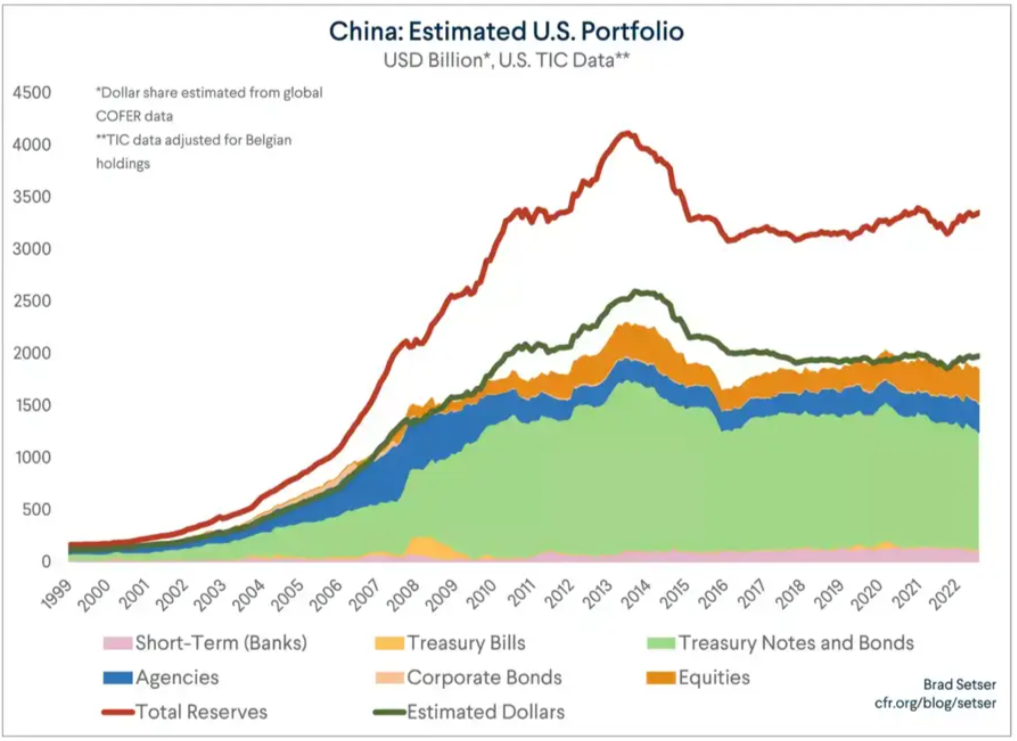 China: Estimated U.S. Portfolio
USD Billion*, U.S. TIC Data**
*Dollar share estimated from global
COFER data
**TIC data adjusted for Belgian
holdings
4500
4000
3500
3000
2500
2000
1500
1000
500
0
1999 2000 2001 2002 2003 2004 2005 2006 2007 2008 2009 2010 2011 2012 2013 2014 2015 2016 2017 2018 2019 2020 2021 2022
Short-Term (Banks) Treasury Bills Treasury Notes and Bonds
Agencies Corporate Bonds Equities
Total Reserves Estimated Dollars
Brad Setser
cfr.org/blog/setser